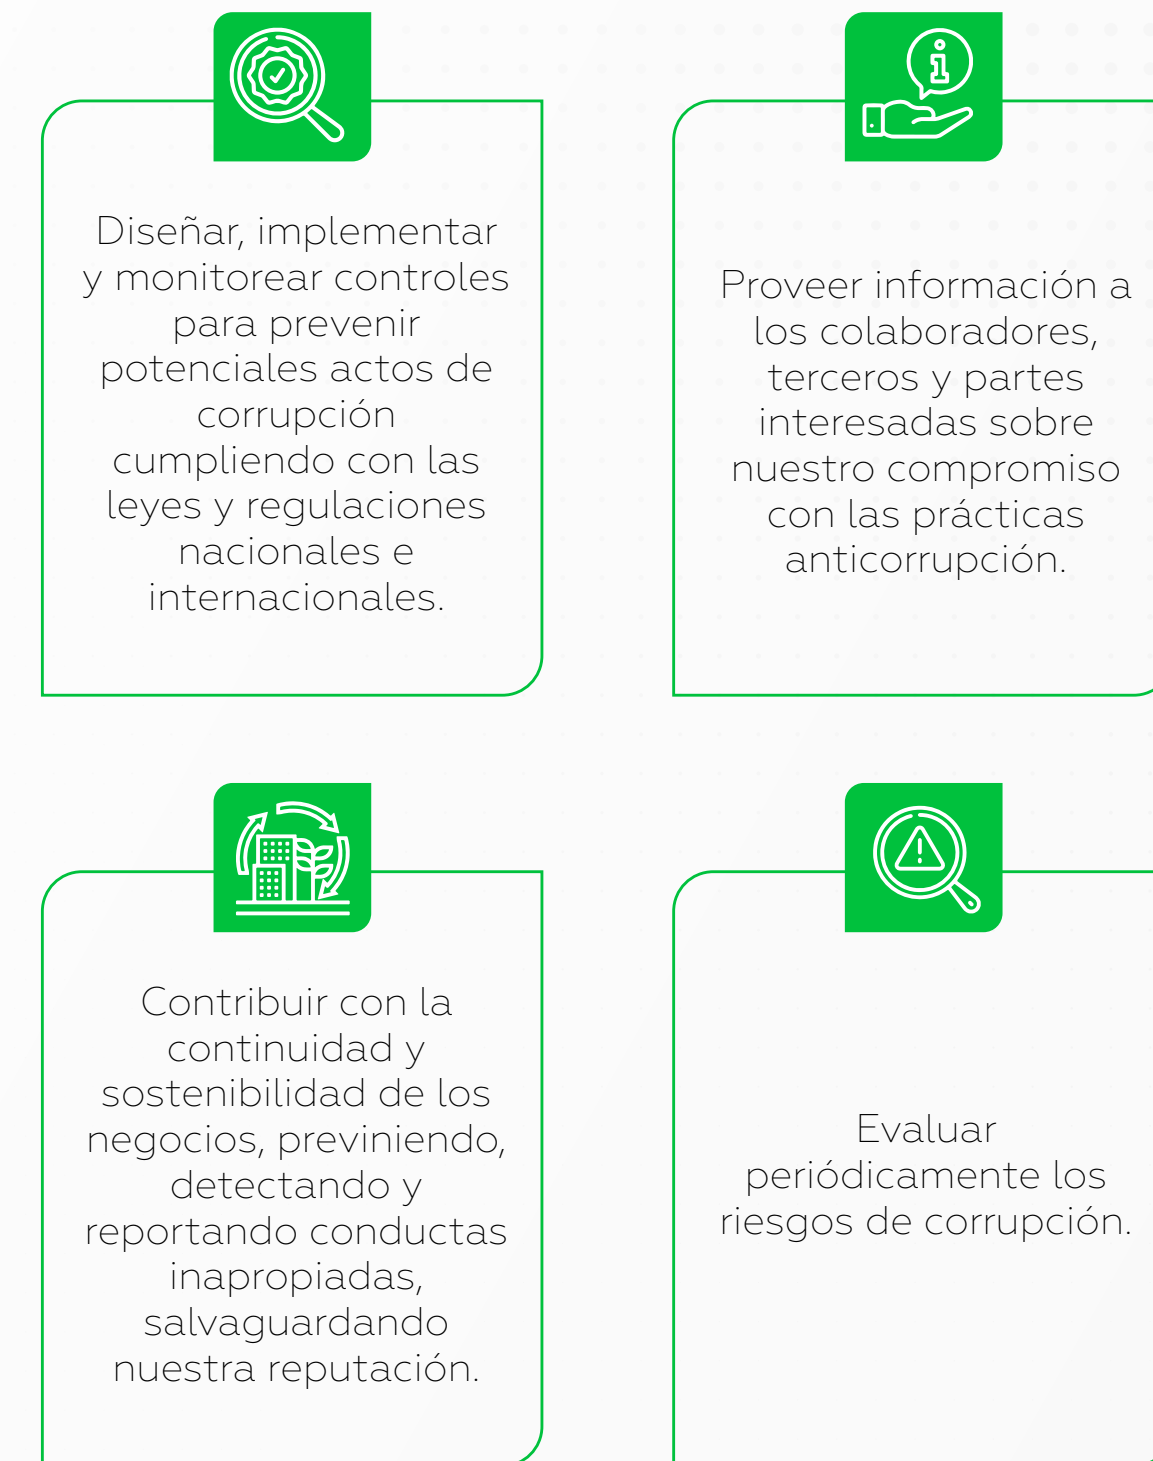 Diseñar, implementar
y monitorear controles
para prevenir
potenciales actos de
corrupción
cumpliendo con las
leyes y regulaciones
nacionales e
internacionales.
Proveer información a
los colaboradores,
terceros y partes
interesadas sobre
nuestro compromiso
con las prácticas
anticorrupción.
Contribuir con la
continuidad y
sostenibilidad de los
negocios, previniendo,
detectando y
reportando conductas
inapropiadas,
salvaguardando
nuestra reputación.
Evaluar
periódicamente los
riesgos de corrupción.